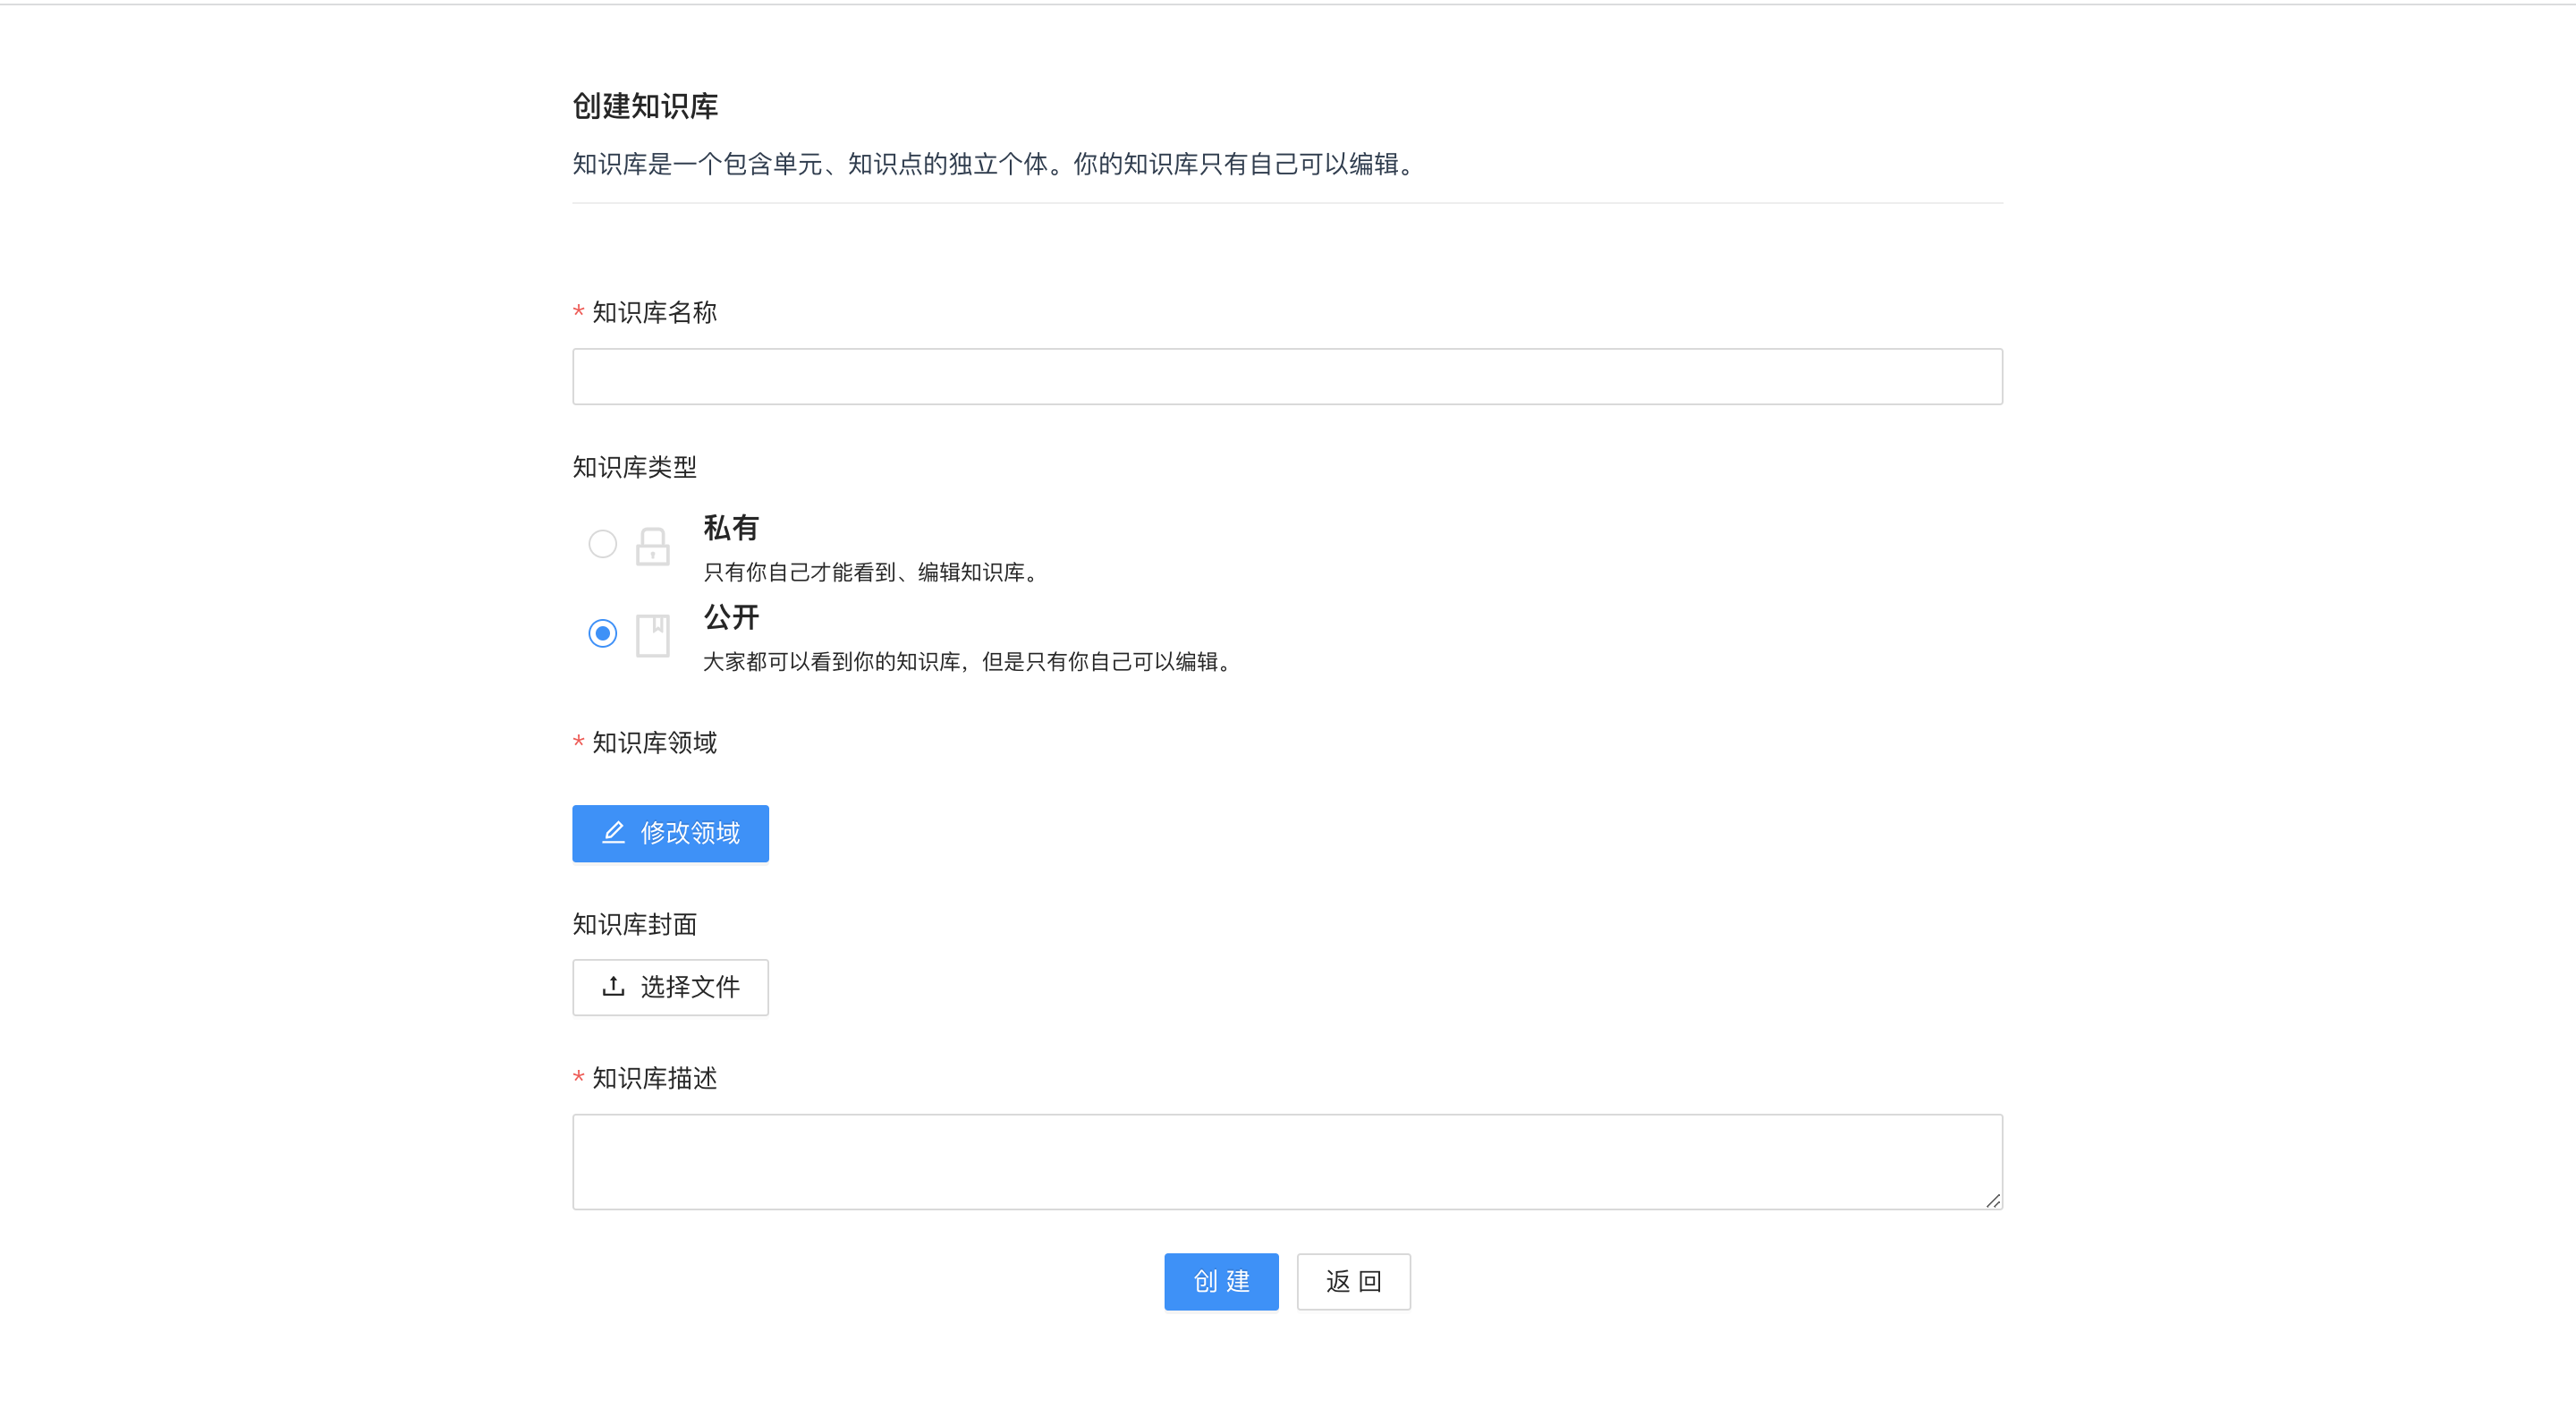 创建知识库
知识库是一个包含单元、知识点的独立个体。你的知识库只有自己可以编辑。
* 知识库名称
知识库类型
私有
只有你自己才能看到、编辑知识库。
公开
大家都可以看到你的知识库，但是只有你自己可以编辑。
* 知识库领域
修改领域
知识库封面
选择文件
* 知识库描述
创 建 返 回